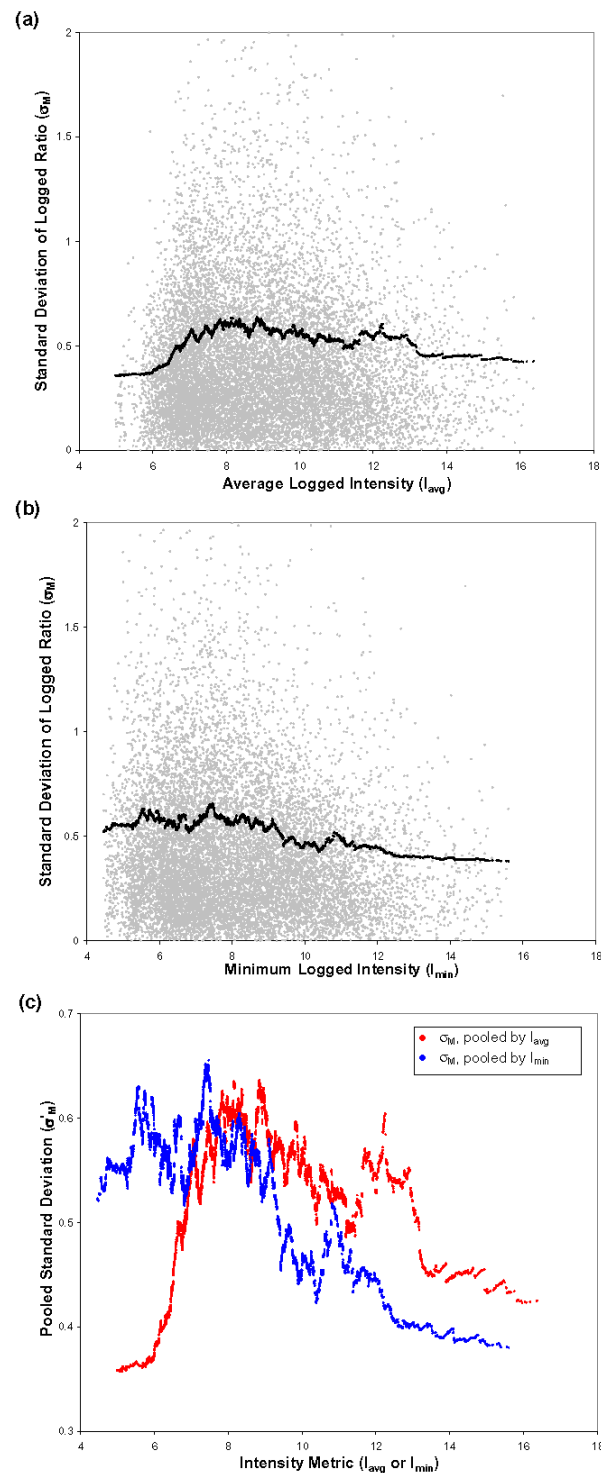 (a)
2
1.5
1
0.5
0
Standard Deviation of Logged Ratio (σM)
4 6 8 10 12 14 16 18
Average Logged Intensity (Iavg)
(b)
2
1.5
1
0.5
0
Standard Deviation of Logged Ratio (σM)
4 6 8 10 12 14 16 18
Minimum Logged Intensity (Imin)
(c)
0.7
0.6
0.5
0.4
0.3
Pooled Standard Deviation (σ'M)
σM, pooled by Iavg
σM, pooled by Imin
4 6 8 10 12 14 16 18
Intensity Metric (Iavg or Imin)